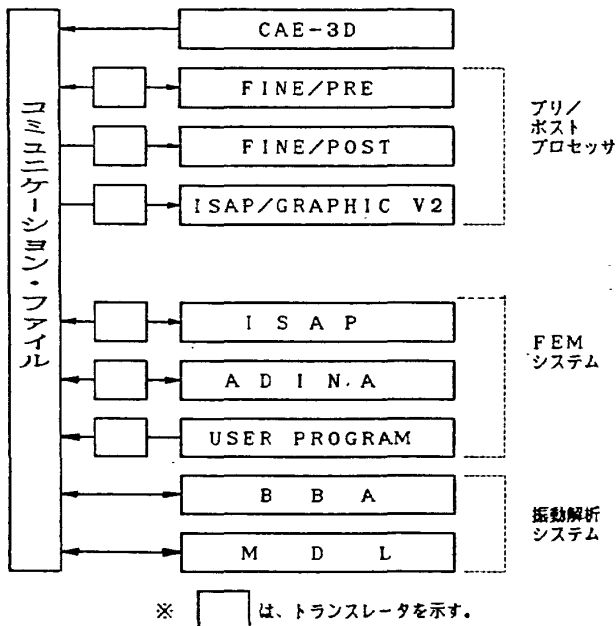 コミュニケーション・ファイル
CAE-3D
FINE/PRE
FINE/POST
ISAP/GRAPHIC V2
プリ/
ポスト
プロセッサ
ISAP
ADINA
USER PROGRAM
FEM
システム
BBA
MDL
振動解析
システム
※ は、トランスレータを示す。